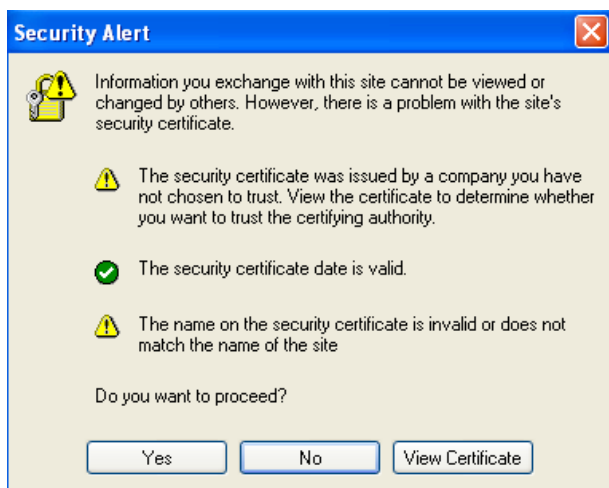 Security Alert
Information you exchange with this site cannot be viewed or
changed by others. However, there is a problem with the site's
security certificate.
The security certificate was issued by a company you have
not chosen to trust. View the certificate to determine whether
you want to trust the certifying authority.
The security certificate date is valid.
The name on the security certificate is invalid or does not
match the name of the site
Do you want to proceed?
Yes
No
View Certificate